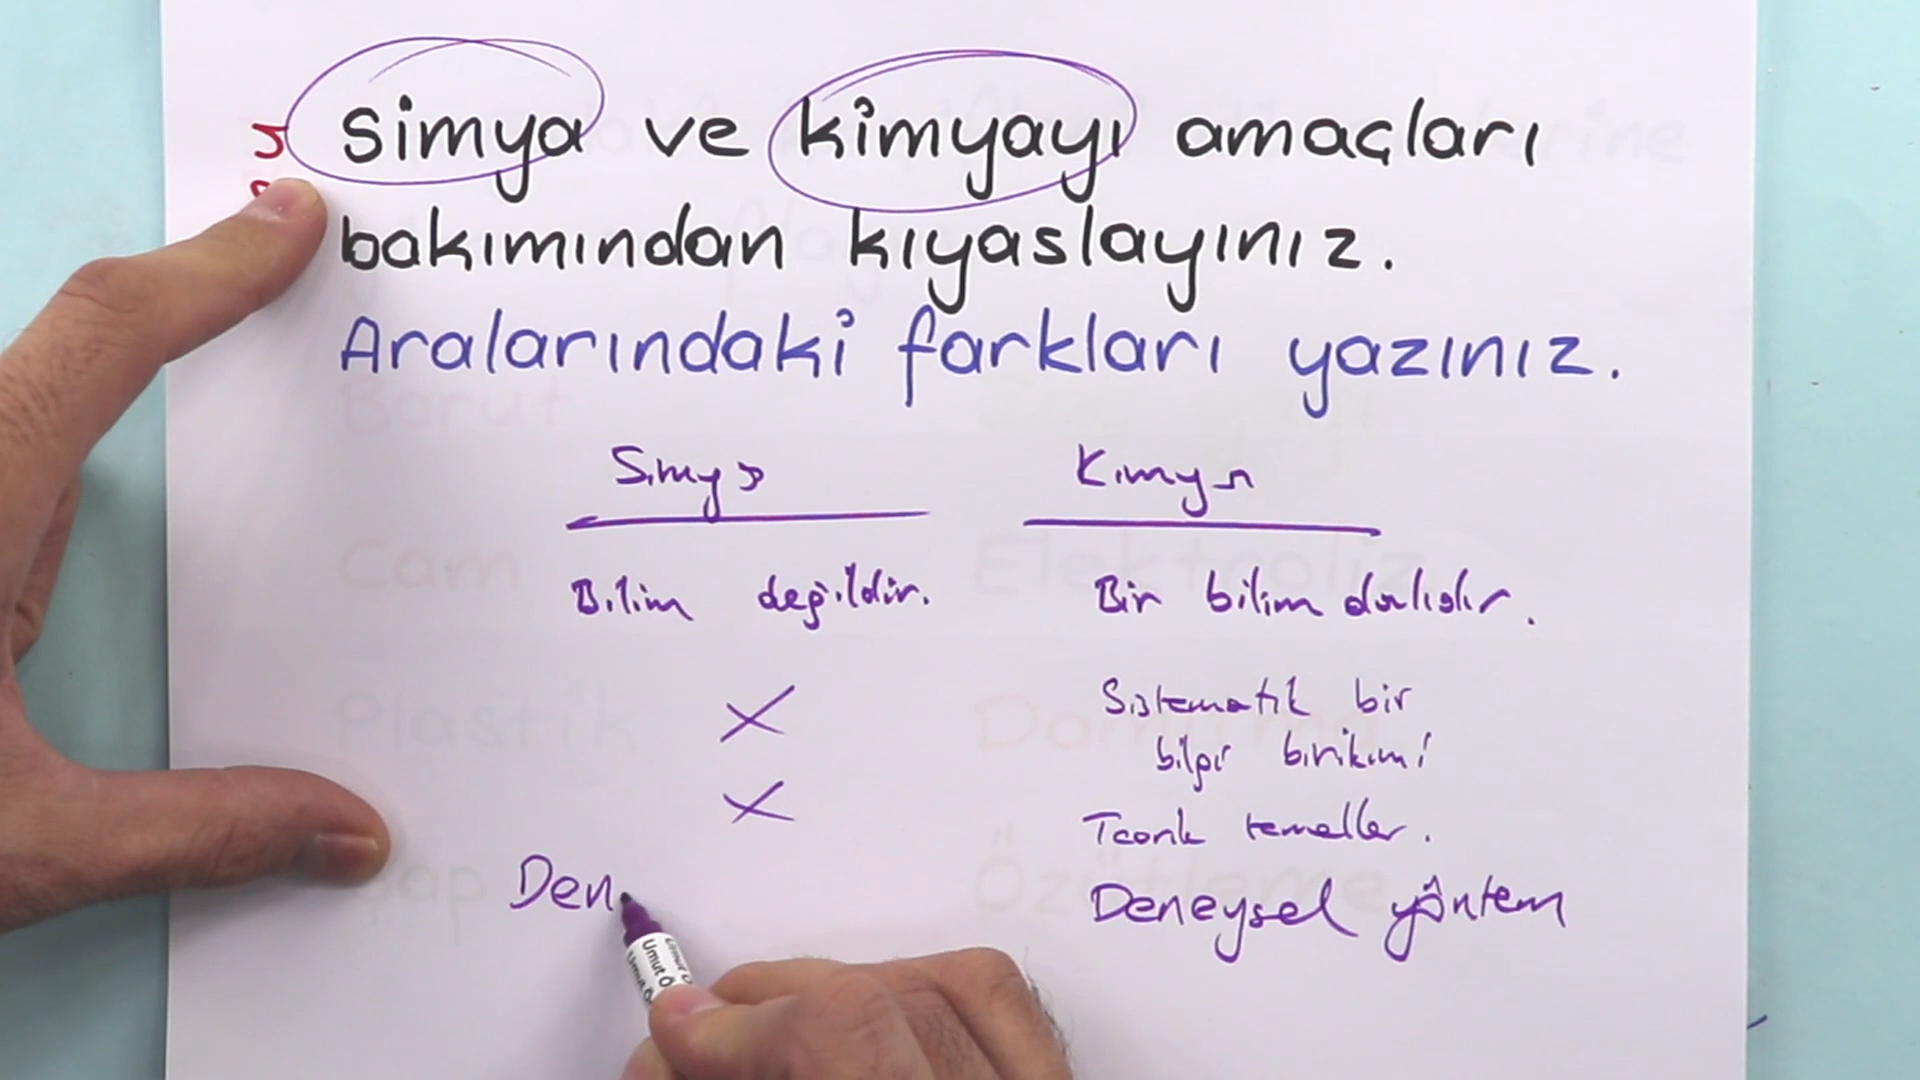 Simya ve kimyayı amaçları
bakımından kıyaslayınız.
Aralarındaki farkları yazınız.
Simya Kimya
Bilim değildir. Bir bilim dalıdır.
Sistematik bir
bilgi birikimi
Teorik temeller.
Den Deneysel yöntem
Umut Ö